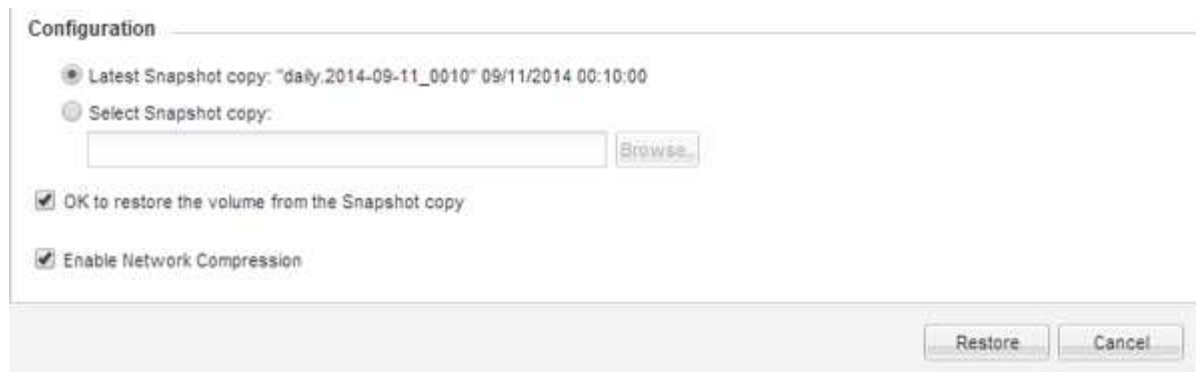 Configuration
Latest Snapshot copy: "daily.2014-09-11_0010" 09/11/2014 00:10:00
Select Snapshot copy:
Browse...
OK to restore the volume from the Snapshot copy
Enable Network Compression
Restore Cancel